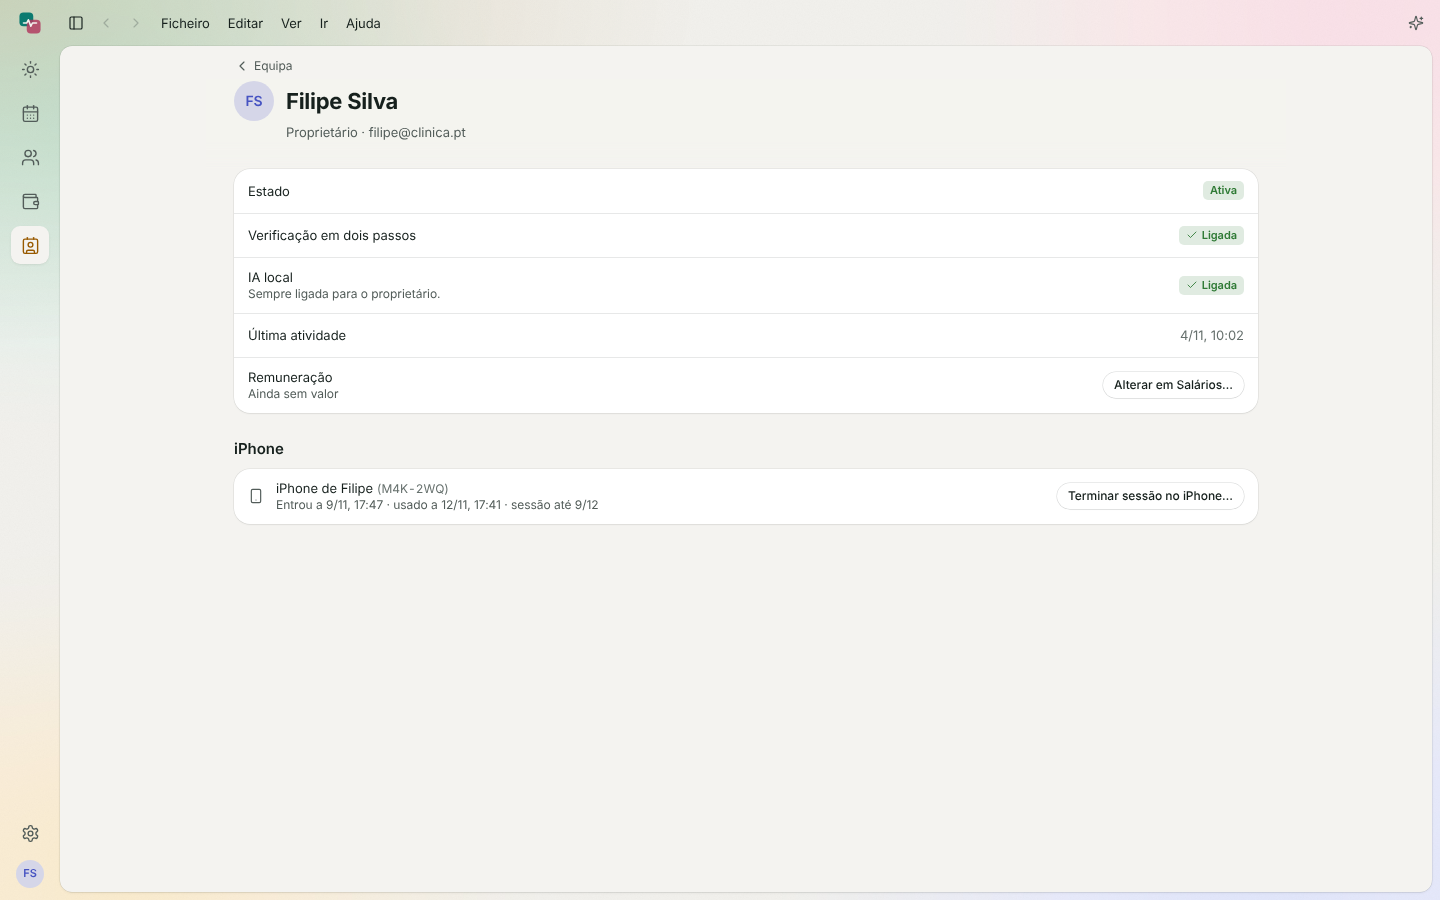 Ficheiro Editar Ver Ir Ajuda
Equipa
FS
Filipe Silva
Proprietário · filipe@clinica.pt
Estado
Ativa
Verificação em dois passos
Ligada
IA local
Sempre ligada para o proprietário.
Ligada
Última atividade
4/11, 10:02
Remuneração
Ainda sem valor
Alterar em Salários...
iPhone
iPhone de Filipe (M4K-2WQ)
Entrou a 9/11, 17:47 · usado a 12/11, 17:41 · sessão até 9/12
Terminar sessão no iPhone...
FS